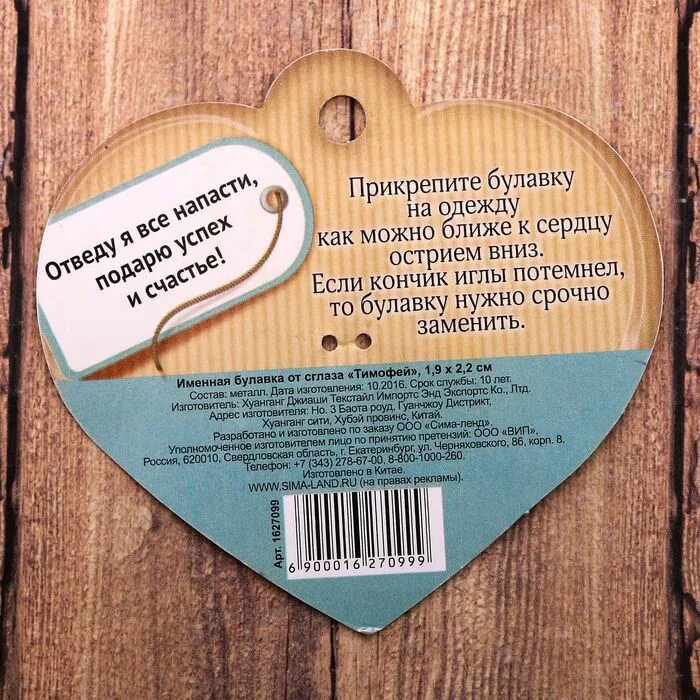 Отведу я все напасти,
подарю успех
и счастье!
Прикрепите булавку
на одежду
как можно ближе к сердцу
острием вниз.
Если кончик иглы потемнел,
то булавку нужно срочно
заменить.
Именная булавка от сглаза «Тимофей», 1,9 х 2,2 см
Состав: металл. Дата изготовления: 10.2016. Срок службы: 10 лет.
Изготовитель: Хуанганг Джиаши Текстайл Импортс Энд Экспортс Ко., Лтд.
Адрес изготовителя: Но. 3 Баота роуд, Гуанчжоу Дистрикт,
Хуанганг сити, Хубэй провинс, Китай.
Разработано и изготовлено по заказу ООО «Сима-ленд».
Уполномоченное изготовителем лицо по принятию претензий: ООО «ВИП»,
Россия, 620010, Свердловская область, г. Екатеринбург, ул. Черняховского, 86, корп. 8.
Телефон: +7 (343) 278-67-00, 8-800-1000-260.
Изготовлено в Китае.
WWW.SIMA-LAND.RU (на правах рекламы).
Арт. 1627099
6 900016 270999